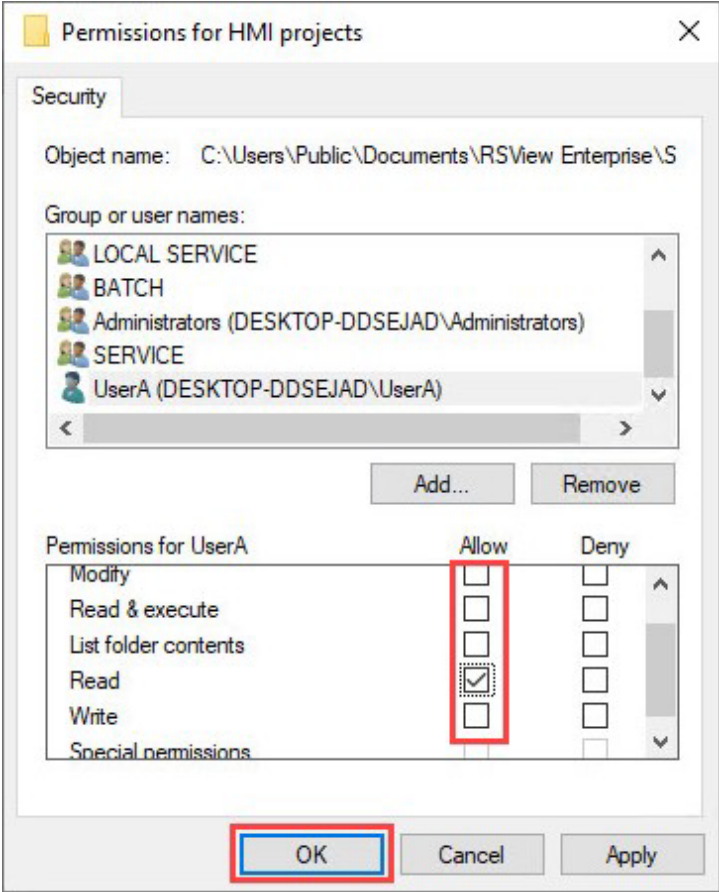 Permissions for HMI projects
Security
Object name: C:\Users\Public\Documents\RSView Enterprise\S
Group or user names:
LOCAL SERVICE
BATCH
Administrators (DESKTOP-DDSEJAD\Administrators)
SERVICE
UserA (DESKTOP-DDSEJAD\UserA)
Add... Remove
Permissions for UserA Allow Deny
Modify
Read & execute
List folder contents
Read
Write
Special permissions
OK Cancel Apply